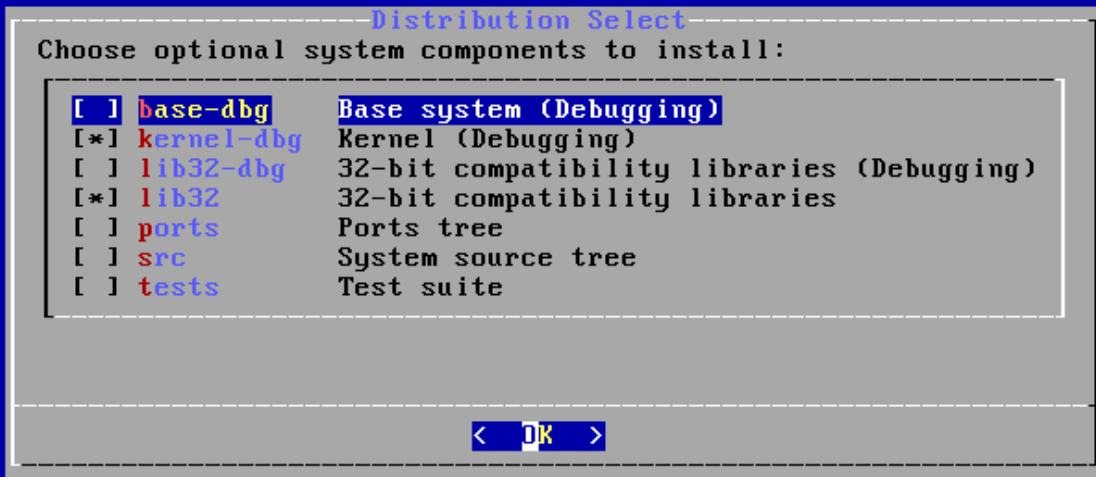 Distribution Select
Choose optional system components to install:
[ ] base-dbg Base system (Debugging)
[*] kernel-dbg Kernel (Debugging)
[ ] lib32-dbg 32-bit compatibility libraries (Debugging)
[*] lib32 32-bit compatibility libraries
[ ] ports Ports tree
[ ] src System source tree
[ ] tests Test suite
< OK >